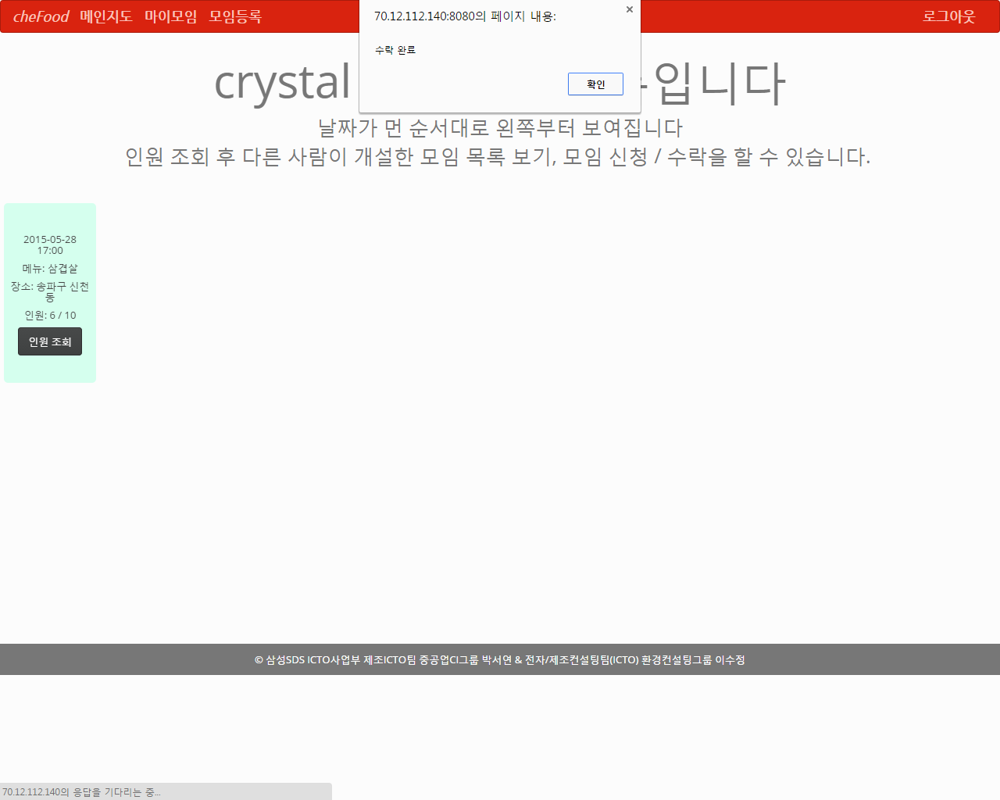 cheFood 메인지도 마이모임 모임등록 로그아웃
70.12.112.140:8080의 페이지 내용:
수락 완료
확인
crystal 입니다
날짜가 먼 순서대로 왼쪽부터 보여집니다
인원 조회 후 다른 사람이 개설한 모임 목록 보기, 모임 신청 / 수락을 할 수 있습니다.
2015-05-28
17:00
메뉴: 삼겹살
장소: 송파구 신천
동
인원: 6 / 10
인원 조회
© 삼성SDS ICTO사업부 제조ICTO팀 중공업CI그룹 박서연 & 전자/제조컨설팅팀(ICTO) 환경컨설팅그룹 이수정
70.12.112.140의 응답을 기다리는 중...